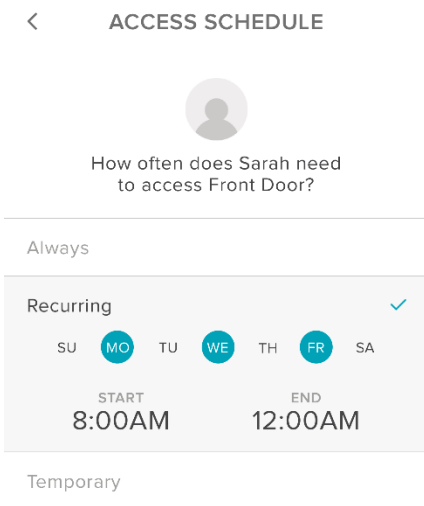 ACCESS SCHEDULE
How often does Sarah need
to access Front Door?
Always
Recurring
SU MO TU WE TH FR SA
START END
8:00AM 12:00AM
Temporary